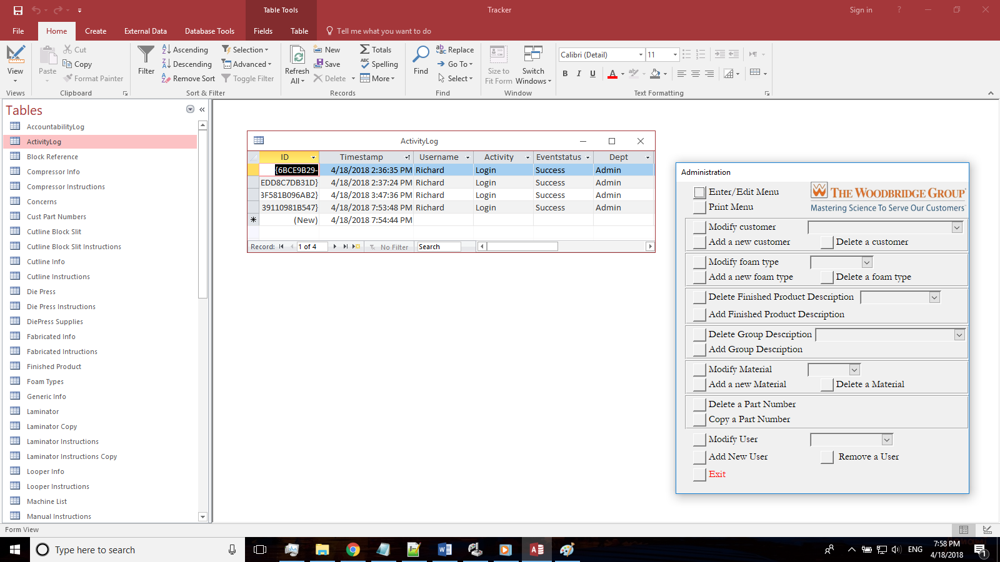 Table Tools
Tracker
Sign in
?
File
Home
Create
External Data
Database Tools
Fields
Table
Tell me what you want to do
View
Paste
Cut
Copy
Format Painter
Filter
Ascending
Descending
Remove Sort
Selection
Advanced
Toggle Filter
Refresh
All
New
Save
Delete
Totals
Spelling
More
Find
Replace
Go To
Select
Size to
Fit Form
Switch
Windows
Calibri (Detail)
11
B I U A
Views
Clipboard
Sort & Filter
Records
Find
Window
Text Formatting
Tables
AccountabilityLog
ActivityLog
Block Reference
Compressor Info
Compressor Instructions
Concerns
Cust Part Numbers
Cutline Block Slit
Cutline Block Slit Instructions
Cutline Info
Cutline Instructions
Die Press
Die Press Instructions
DiePress Supplies
Fabricated Info
Fabricated Intructions
Finished Product
Foam Types
Generic Info
Laminator
Laminator Copy
Laminator Instructions
Laminator Instructions Copy
Looper Info
Looper Instructions
Machine List
Manual Instructions
ActivityLog
ID Timestamp Username Activity Eventstatus Dept
{6BCE9B29- 4/18/2018 2:36:35 PM Richard Login Success Admin
EDD8C7DB31D} 4/18/2018 2:37:24 PM Richard Login Success Admin
3F581B096AB2} 4/18/2018 3:47:36 PM Richard Login Success Admin
39110981B547} 4/18/2018 7:53:48 PM Richard Login Success Admin
(New) 4/18/2018 7:54:44 PM
Record: 1 of 4 No Filter Search
Administration
Enter/Edit Menu
Print Menu
THE WOODBRIDGE GROUP
Mastering Science To Serve Our Customers
Modify customer
Add a new customer Delete a customer
Modify foam type
Add a new foam type Delete a foam type
Delete Finished Product Description
Add Finished Product Description
Delete Group Description
Add Group Description
Modify Material
Add a new Material Delete a Material
Delete a Part Number
Copy a Part Number
Modify User
Add New User Remove a User
Exit
Form View
Type here to search
ENG
7:58 PM
4/18/2018
1